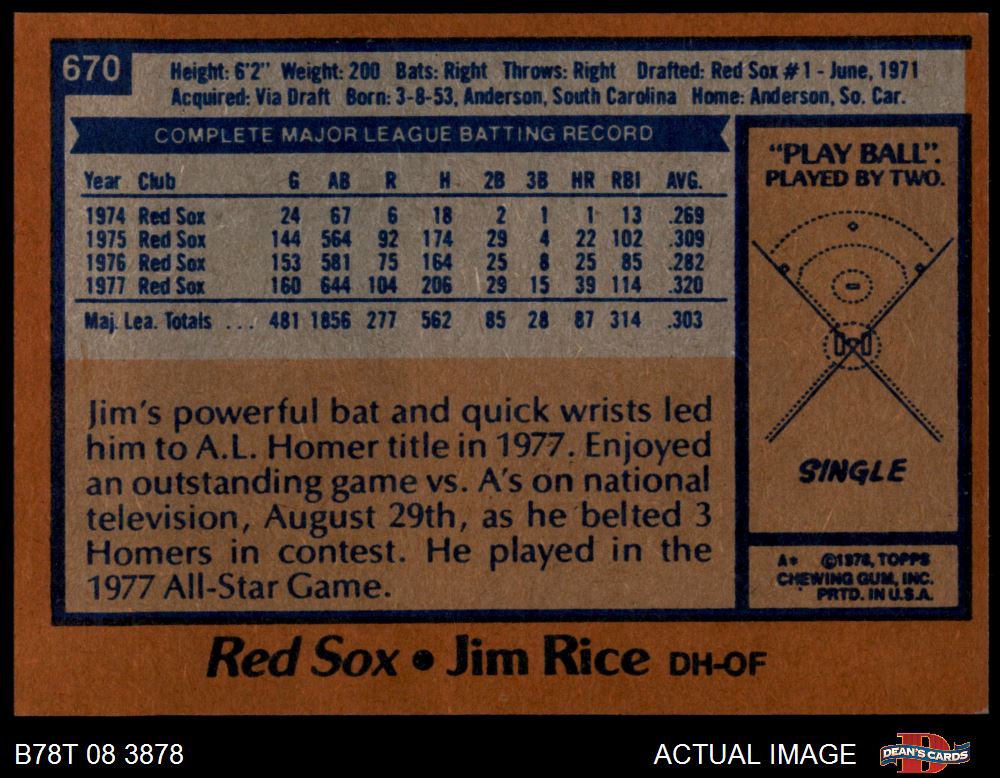 670
Height: 6'2" Weight: 200 Bats: Right Throws: Right Drafted: Red Sox #1 - June, 1971
Acquired: Via Draft Born: 3-8-53, Anderson, South Carolina Home: Anderson, So. Car.
COMPLETE MAJOR LEAGUE BATTING RECORD
Year Club G AB R H 2B 3B HR RBI AVG.
1974 Red Sox 24 67 6 18 2 1 1 13 .269
1975 Red Sox 144 564 92 174 29 4 22 102 .309
1976 Red Sox 153 581 75 164 25 8 25 85 .282
1977 Red Sox 160 644 104 206 29 15 39 114 .320
Maj. Lea. Totals ... 481 1856 277 562 85 28 87 314 .303
Jim's powerful bat and quick wrists led
him to A.L. Homer title in 1977. Enjoyed
an outstanding game vs. A's on national
television, August 29th, as he belted 3
Homers in contest. He played in the
1977 All-Star Game.
"PLAY BALL".
PLAYED BY TWO.
SINGLE
A* ©1978, TOPPS
CHEWING GUM, INC.
PRTD. IN U.S.A.
Red Sox • Jim Rice DH-OF
B78T 08 3878
ACTUAL IMAGE
D
DEAN'S CARDS